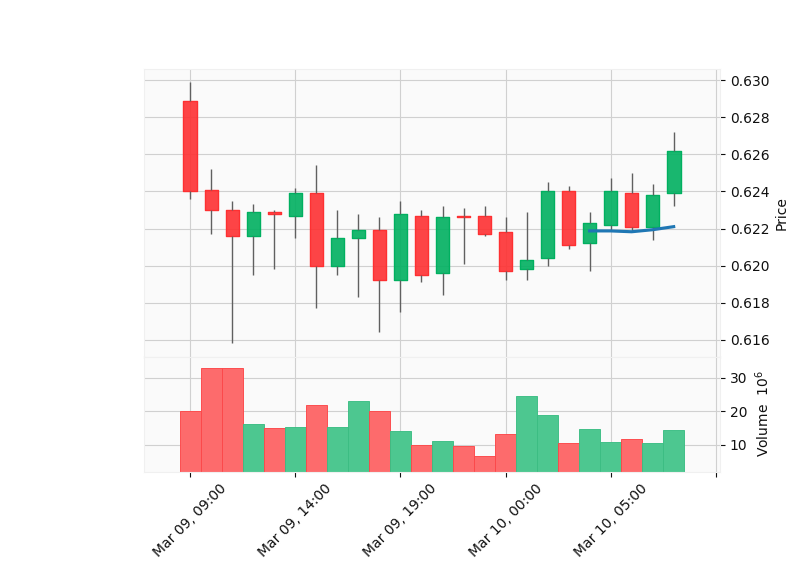 0.630
0.628
0.626
0.624
0.622
0.620
0.618
0.616
Price
30
20
10
Volume 10^6
Mar 09, 09:00
Mar 09, 14:00
Mar 09, 19:00
Mar 10, 00:00
Mar 10, 05:00